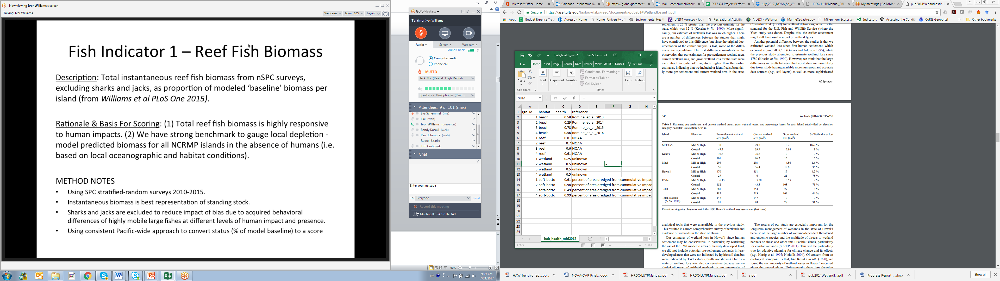 Now viewing Ivor Williams's screen
Talking: Ivor Williams
Webcams
Zoom: 76%
Layout
Fish Indicator 1 – Reef Fish Biomass
Description: Total instantaneous reef fish biomass from nSPC surveys,
excluding sharks and jacks, as proportion of modeled 'baseline' biomass per
island (from Williams et al PLoS One 2015).
Rationale & Basis For Scoring: (1) Total reef fish biomass is highly responsive
to human impacts. (2) We have strong benchmark to gauge local depletion -
model predicted biomass for all NCRMP islands in the absence of humans (i.e.
based on local oceanographic and habitat conditions).
METHOD NOTES
• Using SPC stratified-random surveys 2010-2015.
• Instantaneous biomass is best representation of standing stock.
• Sharks and jacks are excluded to reduce impact of bias due to acquired behavioral
differences of highly mobile large fishes at different levels of human impact and presence.
• Using consistent Pacific-wide approach to convert status (% of model baseline) to a score
GoToMeeting
Talking: Ivor Williams
Audio
Screen
Webcam
Sound Check
?
Computer audio
Phone call
MUTED
Jack Mic (Realtek High Definiti...
Speakers / Headphones (Realt...
Attendees: 9 of 101 (max)
Eva Schemmel (me)
Hal (web)
Ivor Williams (presenter)
Randy Kosaki (web)
Ray Uchimura (web)
Russell Sparks
Tim Grabowski
Chat
?
Enter your message
To: Everyone
Send
Record this meeting
Meeting ID: 942-816-349
60%
9:09 AM
7/24/2017
Microsoft Office Home
Calendar - eschemmel@
https://global.gotomeeti
Mail - eschemmel@cons
FY17 Q4 Project Perform
July_2017_NOAA_SK_VS
HRDC-LUTPManual_PRF
My meetings | GoToMee
pub2014WetlandlossinH
Secure | https://ase.tufts.edu/biology/labs/reed/documents/pub2014WetlandlossinHI.pdf
Apps
Budget Expense Trac
Agresso - Home
Home | University of
Environmental Healt
UNIT4 Agresso - log
Recreational Activitie
ArcGIS - Wetlands
MarineCadastre.gov
Millennium Ecosyste
Indicators
Assessing the Condit
CoRIS Geoportal
»
Other bookmarks
settlement is 25 % greater than the previous estimate for the
state, which was 12 % (Kosaka in litt. 1990). More signifi-
cantly, our estimate of wetlands lost was much higher. There
are a number of differences between the studies that might
have contributed to this difference, but since the original doc-
umentation of the earlier analysis is lost, some of the differ-
ences are speculation. The first difference manifests in the
observation that our estimates for pre-settlement wetland area,
current wetland area, and gross wetland loss for the state were
each about an order of magnitude higher than the earlier
estimates, indicating that we included or identified substantial-
ly more pre-settlement and current wetland area in the state.
Cowardin et al. (1979) for wetland definitions, which is the
standard for the U.S. Fish and Wildlife Service (where the
Yuen study was done). Despite this, the earlier assessment
might still have used a subset of wetland types.
Another potential difference between the studies is that we
estimated wetland loss since first human settlement, which
occurred around 500 C.E. (Graves and Addison 1995), while
the previous study attempted to estimate wetland loss since
1780 (Kosaka in litt. 1990). However, we think that the large
differences in results between the two studies are more likely
due to our study having available more numerous and accurate
data sources (e.g., soil layers) as well as more sophisticated
Springer
hab_health_mhi2...
Eva Schemmel
File
Home
Insert
Page L
Formu
Data
Review
View
ACRO
Unit4 I
Tell me
Paste
Font
Alignment
Number
Conditional Formatting
Format as Table
Cell Styles
Cells
Editing
Clipboard
Styles
SUM
fx
=
A B C D E F G H
1 rgn_id habitat health reference
2 1 beach 0.58 Romine_et_al_2013
3 2 beach 0.29 Romine_et_al_2014
4 3 beach 0.78 Romine_et_al_2015
5 4 beach 0.56 Romine_et_al_2016
6 1 reef 0.81 NOAA
7 2 reef 0.7 NOAA
8 3 reef 0.6 NOAA
9 4 reef 0.61 NOAA
10 1 wetland 0.25 unknown
11 2 wetland 0.5 unknown =
12 3 wetland 0.5 unknown
13 4 wetland 0.5 unknown
14 1 soft-botto 0.61 percent of area dredged from cummulative impac
15 2 soft-botto 0.98 percent of area dredged from cummulative impac
16 3 soft-botto 0.49 percent of area dredged from cummulative impac
17 4 soft-botto 0.99 percent of area dredged from cummulative impac
18
19
20
21
22
23
24
hab_health_mhi2017
Enter
100%
346
Wetlands (2014) 34:335–350
Table 2 Estimated pre-settlement and current wetland areas, gross wetland losses, and percentage losses for each island subdivided by elevation
category: 'coastal' is elevation <304 m
Island Elevation Pre-settlement wetland Current wetland Gross wetland % Wetland area lost
area (km²) area (km²) loss (km²)
Moloka'i Mid & High 30 29.8 0.21 0.69 %
Coastal 45.7 39.9 5.84 13 %
Kaua'i Mid & High 76.8 76.8 0 0 %
Coastal 101 86.2 15 15 %
Maui Mid & High 298 293 4.86 1.6 %
Coastal 56 36.4 19.6 35 %
Hawai'i Mid & High 470 451 19 4.2 %
Coastal 27 6 21 75 %
O'ahu Mid & High 6.13 5.58 0.55 9 %
Coastal 152 43.8 108 71 %
Total Mid & High 881 854 27 3 %
Coastal 382 213 169 44 %
Total, Kosaka Mid & High 147 147 0 0 %
(in litt. 1990) Coastal 91 63 28 31 %
Elevation categories chosen to match the 1990 Hawai'i wetland loss assessment (last rows)
analytical tools that were unavailable in the previous study.
This resulted in a more comprehensive survey of wetlands and
evidence of wetlands in the state of Hawai'i.
Our estimates of wetland loss in Hawai'i since human
settlement may be conservative. In particular, by restricting
the use of the TWI model to areas of heavily developed land,
we did not include potential pre-settlement wetlands in less-
developed areas that were not indicated by hydric soil data but
were indicated by TWI values (results not shown). Our esti-
mate of wetland loss was also conservative because we in-
cluded all types of artificial wetlands in our inventories of
The results of our study are especially important for the
long-term management of wetlands in the state of Hawai'i
because of the large number of wetland-dependent threatened
and endemic species and the multitude of threats to wetland
habitats on these and other small Pacific islands, particularly
for coastal wetlands (SPREP 2011). This will be particularly
true for adaptive planning for climate change and its effects
(e.g., Hartig et al. 1997; Nicholls 2004). Of concern from an
ecological standpoint is that, like Kosaka in litt. (1990), we
found the vast majority of wetland losses in Hawai'i occurred
along the coastal plains. Unfortunately, these low-elevation
HAW_benthic_rep....pp...
NOAA-DAR Final....docx
HRDC-LUTPManua....pdf
HRDC-LUTPManua....pdf
s.pdf
pub2014Wetlandl....pdf
Progress Report_....docx
Show all